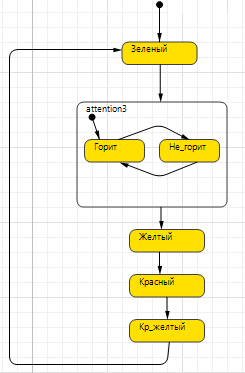 Зеленый
attention3
Горит
Не_горит
Желтый
Красный
Кр_желтый